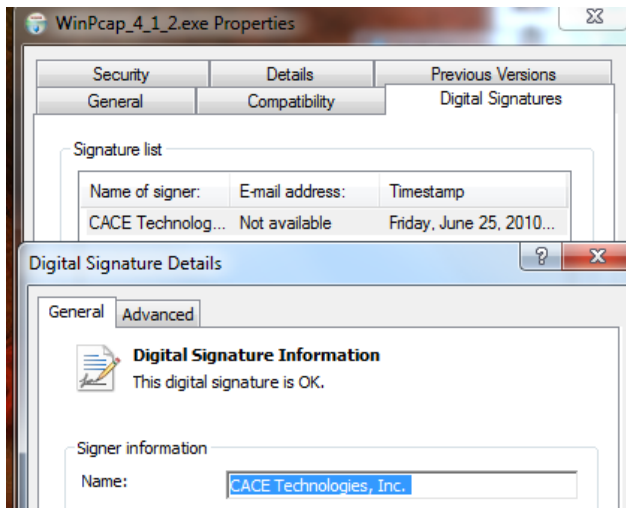 WinPcap_4_1_2.exe Properties
Security Details Previous Versions
General Compatibility Digital Signatures
Signature list
Name of signer: E-mail address: Timestamp
CACE Technolog... Not available Friday, June 25, 2010...
Digital Signature Details
?
General Advanced
Digital Signature Information
This digital signature is OK.
Signer information
Name: CACE Technologies, Inc.